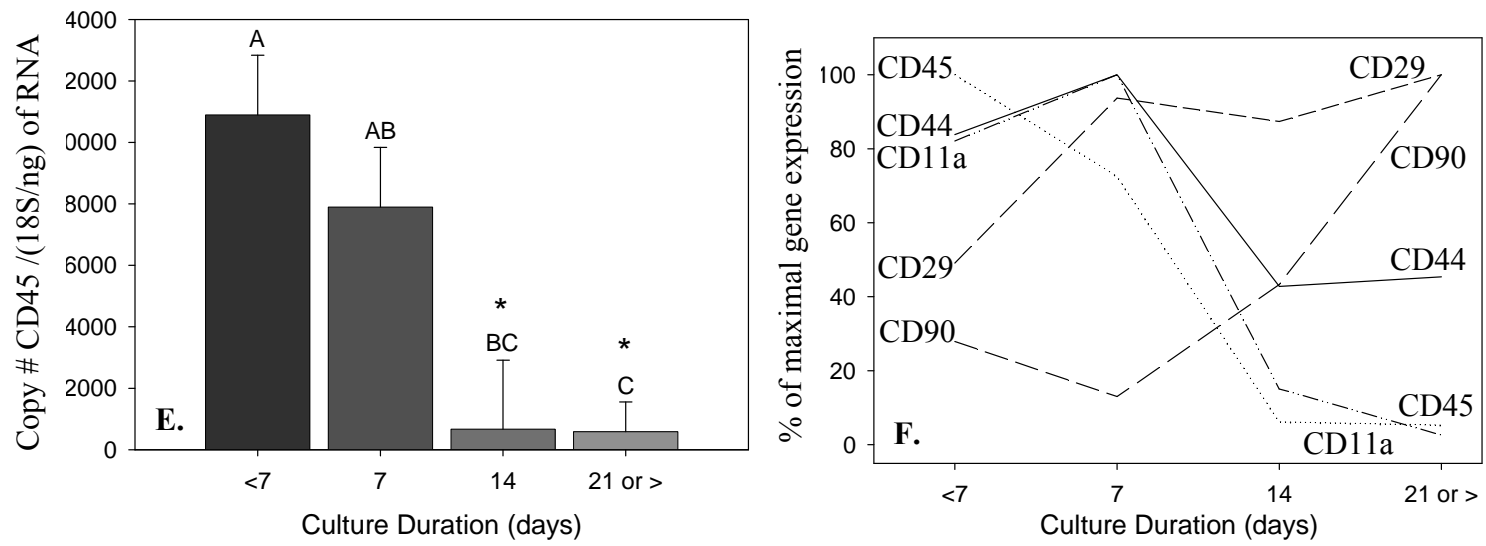 Copy # CD45 /(18S/ng) of RNA
4000
2000
0000
8000
6000
4000
2000
0
A
AB
*
BC
*
C
E.
<7 7 14 21 or >
Culture Duration (days)
% of maximal gene expression
100
80
60
40
20
0
CD45
CD44
CD11a
CD29
CD90
CD29
CD90
CD44
CD45
CD11a
F.
<7 7 14 21 or >
Culture Duration (days)